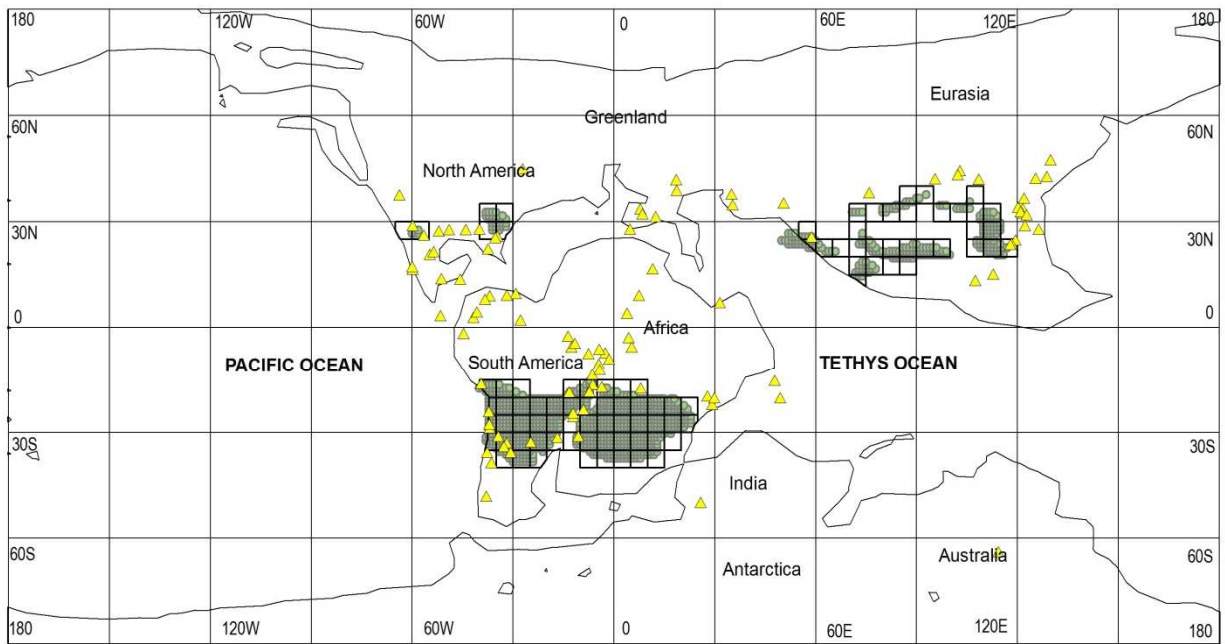 180 120W 60W 0 60E 120E 180
Eurasia
Greenland
60N 60N
North America
30N 30N
0 0
Africa
South America
PACIFIC OCEAN TETHYS OCEAN
30S 30S
India
60S Australia 60S
Antarctica
180 120W 60W 0 60E 120E 180